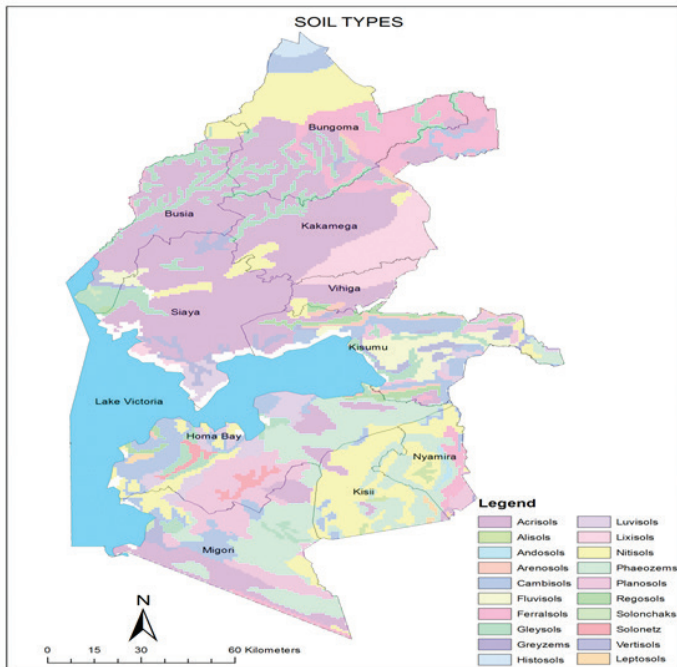 SOIL TYPES
Bungoma
Busia
Kakamega
Vihiga
Siaya
Kisumu
Lake Victoria
Homa Bay
Nyamira
Kisii
Migori
N
0 15 30 60 Kilometers
Legend
Acrisols
Alisols
Andosols
Arenosols
Cambisols
Fluvisols
Ferralsols
Gleysols
Greyzems
Histosols
Luvisols
Lixisols
Nitisols
Phaeozems
Planosols
Regosols
Solonchaks
Solonetz
Vertisols
Leptosols